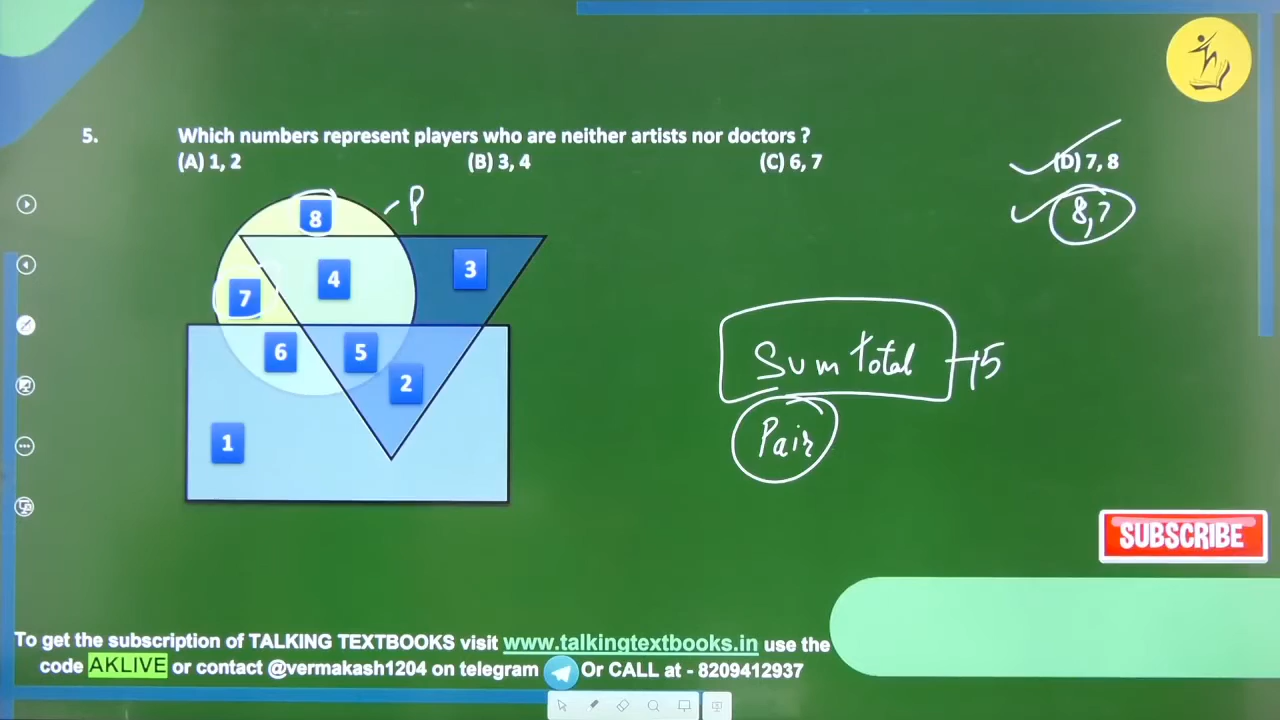 5. Which numbers represent players who are neither artists nor doctors ?
(A) 1, 2 (B) 3, 4 (C) 6, 7 (D) 7, 8
8,7
P
8
4
3
7
6
5
2
1
Sum total 15
Pair
SUBSCRIBE
To get the subscription of TALKING TEXTBOOKS visit www.talkingtextbooks.in use the
code AKLIVE or contact @vermakash1204 on telegram Or CALL at - 8209412937